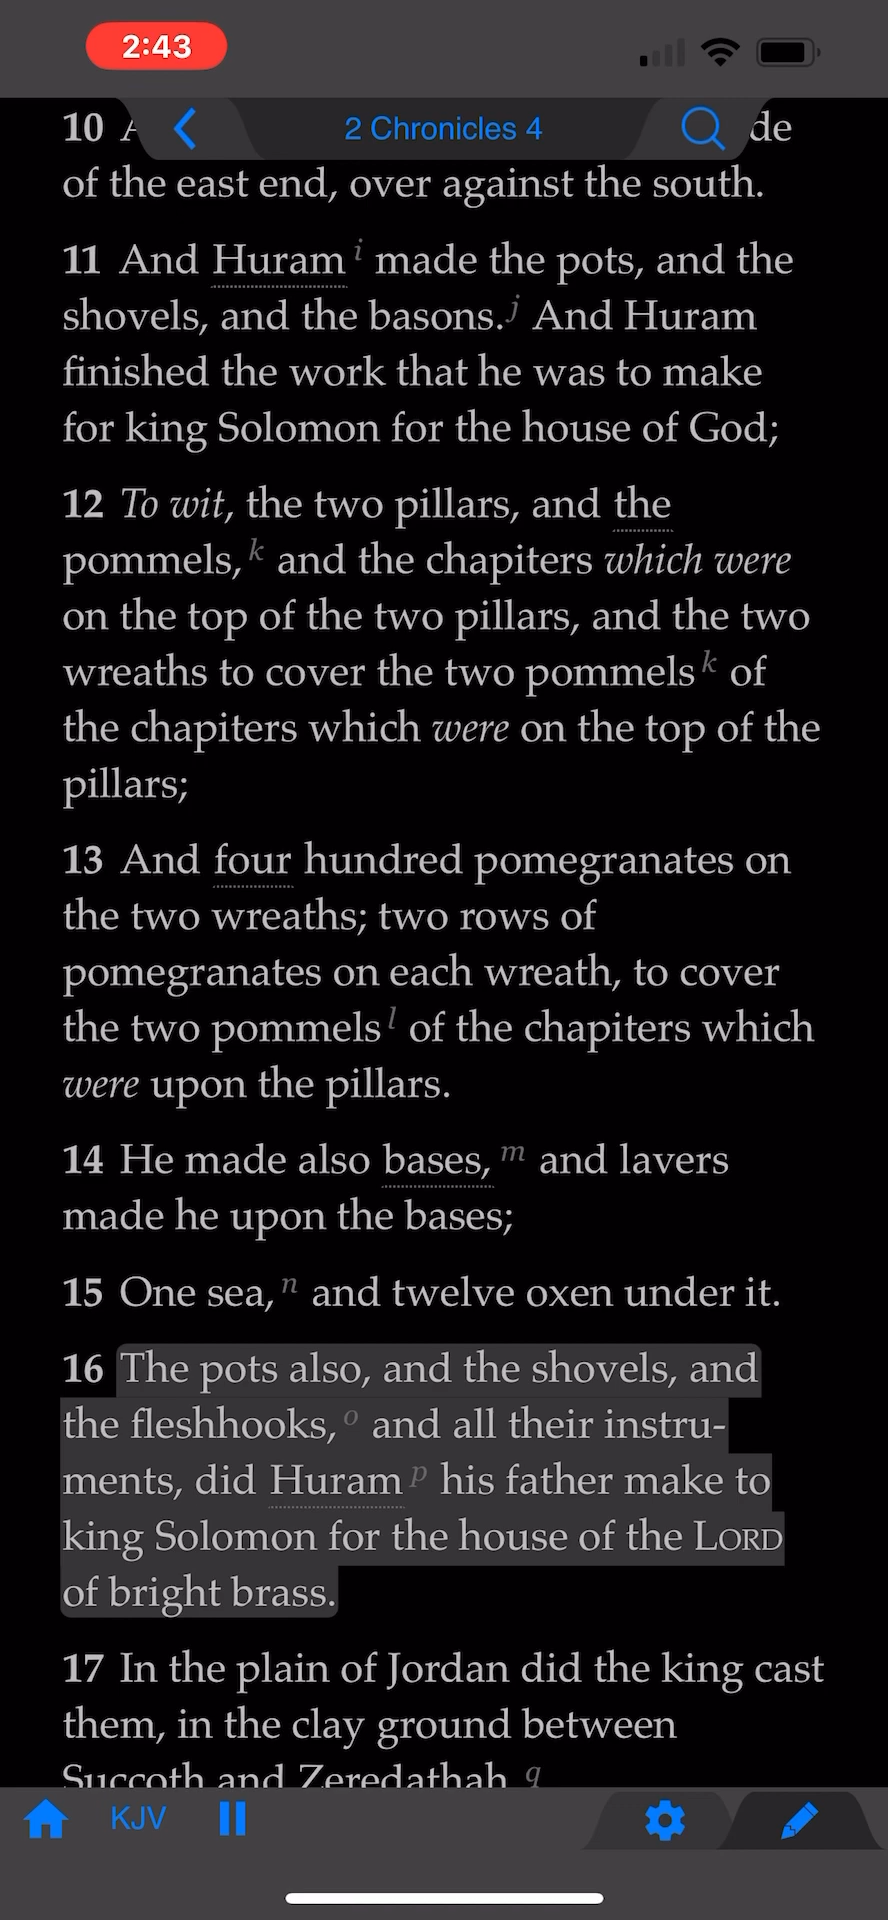 2:43
2 Chronicles 4
10 A de
of the east end, over against the south.
11 And Huram i made the pots, and the
shovels, and the basons. j And Huram
finished the work that he was to make
for king Solomon for the house of God;
12 To wit, the two pillars, and the
pommels, k and the chapiters which were
on the top of the two pillars, and the two
wreaths to cover the two pommels k of
the chapiters which were on the top of the
pillars;
13 And four hundred pomegranates on
the two wreaths; two rows of
pomegranates on each wreath, to cover
the two pommels l of the chapiters which
were upon the pillars.
14 He made also bases, m and lavers
made he upon the bases;
15 One sea, n and twelve oxen under it.
16 The pots also, and the shovels, and
the fleshhooks, o and all their instru-
ments, did Huram p his father make to
king Solomon for the house of the LORD
of bright brass.
17 In the plain of Jordan did the king cast
them, in the clay ground between
Succoth and Zeredathah q
KJV